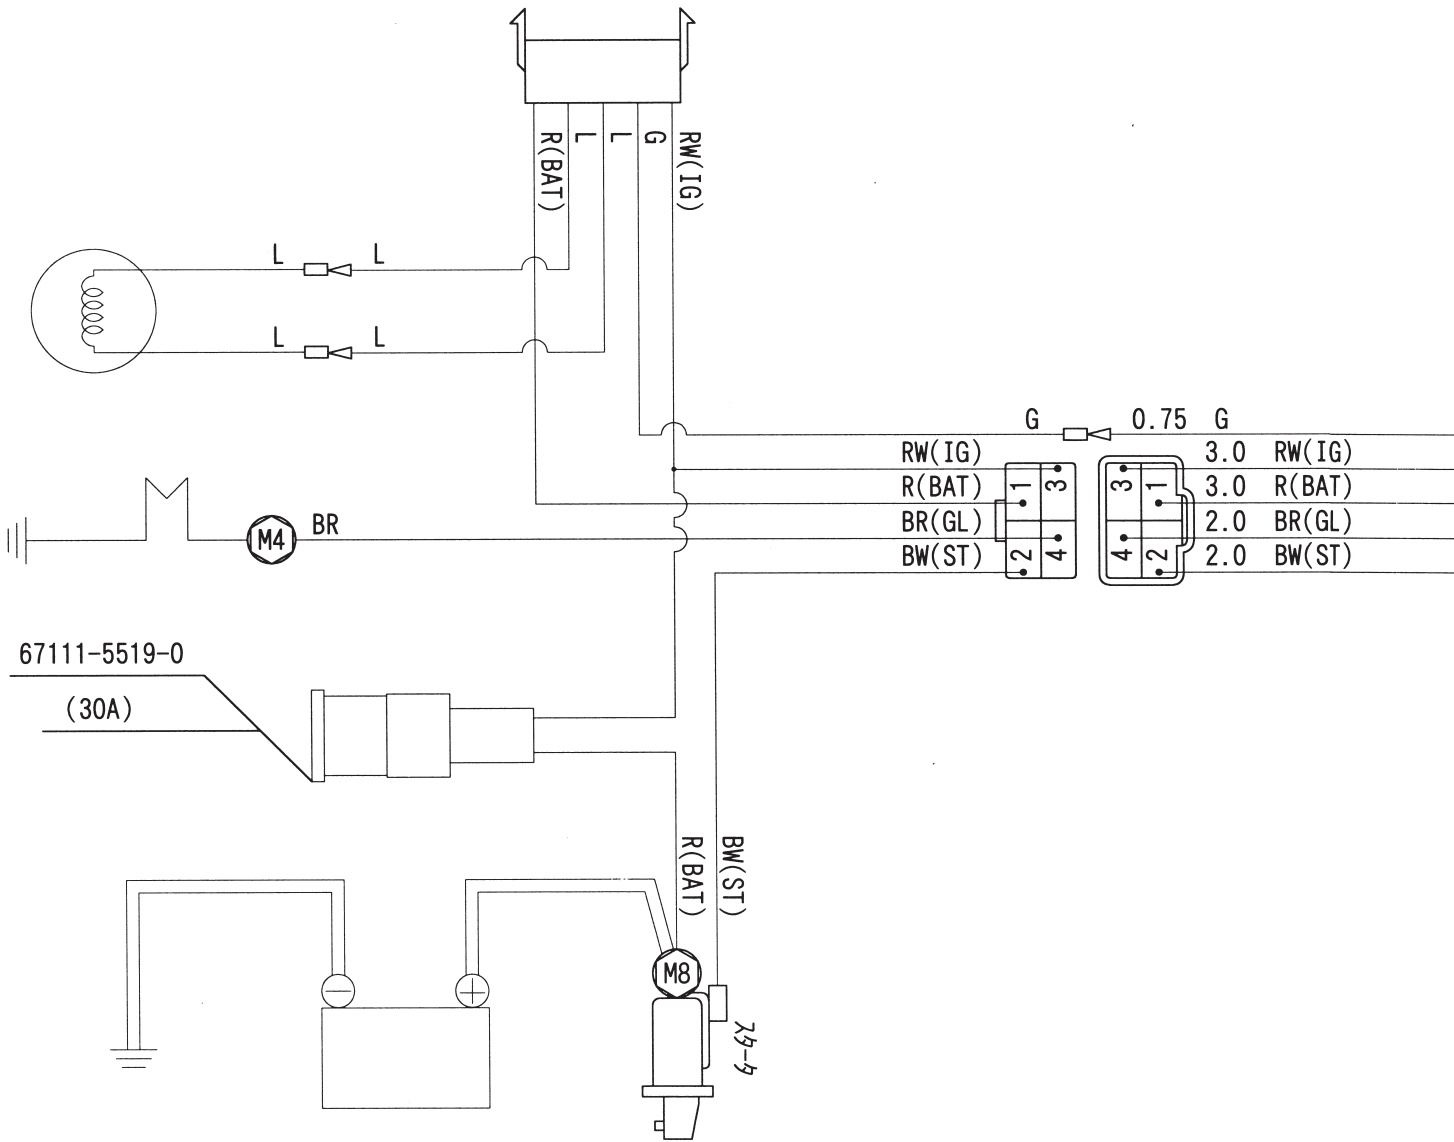 R(BAT)
L
L
G
RW(IG)
L
L
L
L
G
0.75 G
RW(IG)
3.0 RW(IG)
R(BAT)
1
3
3
1
3.0 R(BAT)
BR(GL)
2.0 BR(GL)
BW(ST)
2
4
4
2
2.0 BW(ST)
M4
BR
67111-5519-0
(30A)
R(BAT)
BW(ST)
M8
スタータ